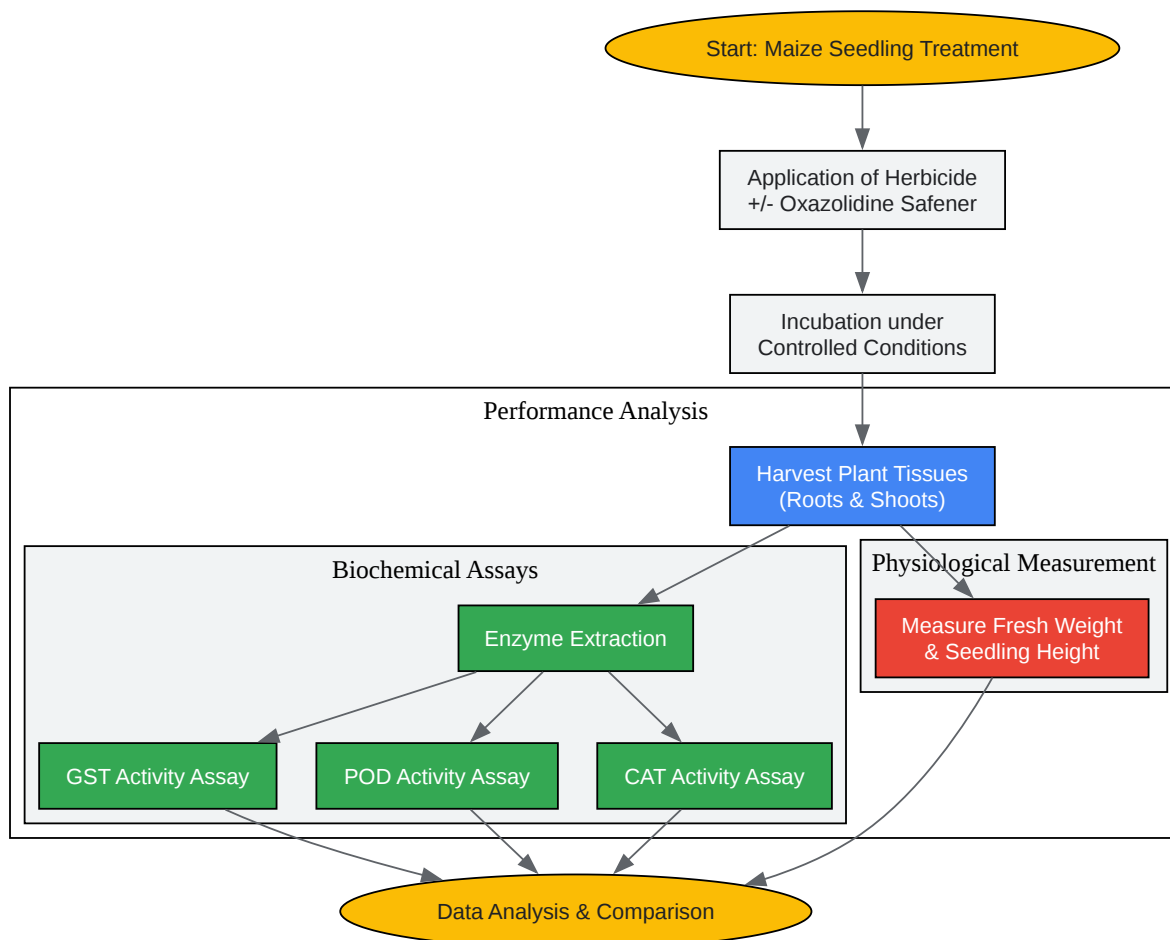 Start: Maize Seedling Treatment
Application of Herbicide
+/- Oxazolidine Safener
Incubation under
Controlled Conditions
Performance Analysis
Harvest Plant Tissues
(Roots & Shoots)
Biochemical Assays
Physiological Measurement
Enzyme Extraction
Measure Fresh Weight
& Seedling Height
GST Activity Assay
POD Activity Assay
CAT Activity Assay
Data Analysis & Comparison